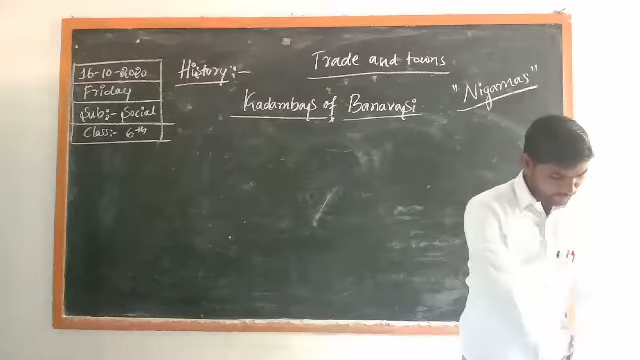 16-10-2020
Friday
Sub:- Social
Class:- 6th
History:-
Trade and towns
Kadambas of Banavasi
"Nigamas"